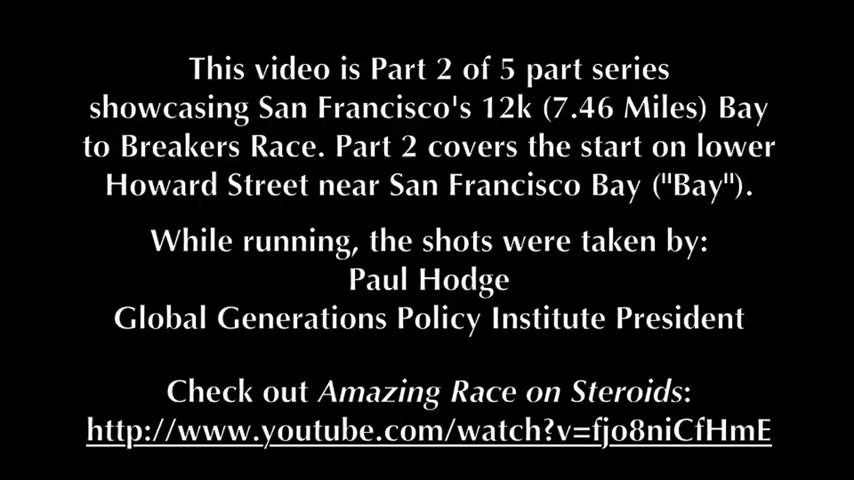 This video is Part 2 of 5 part series
showcasing San Francisco's 12k (7.46 Miles) Bay
to Breakers Race. Part 2 covers the start on lower
Howard Street near San Francisco Bay ("Bay").
While running, the shots were taken by:
Paul Hodge
Global Generations Policy Institute President
Check out Amazing Race on Steroids:
http://www.youtube.com/watch?v=fjo8niCfHmE